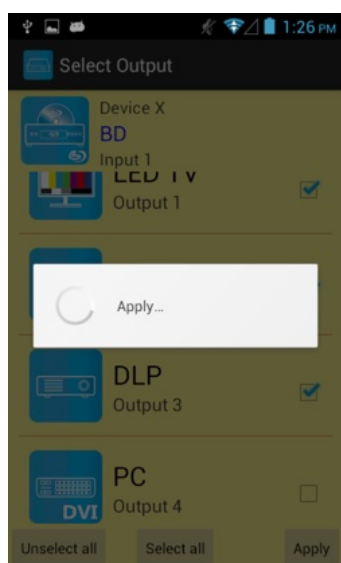 1:26 PM
Select Output
Device X
BD
Input 1
LED TV
Output 1
Apply...
DLP
Output 3
PC
DVI
Output 4
Unselect all
Select all
Apply